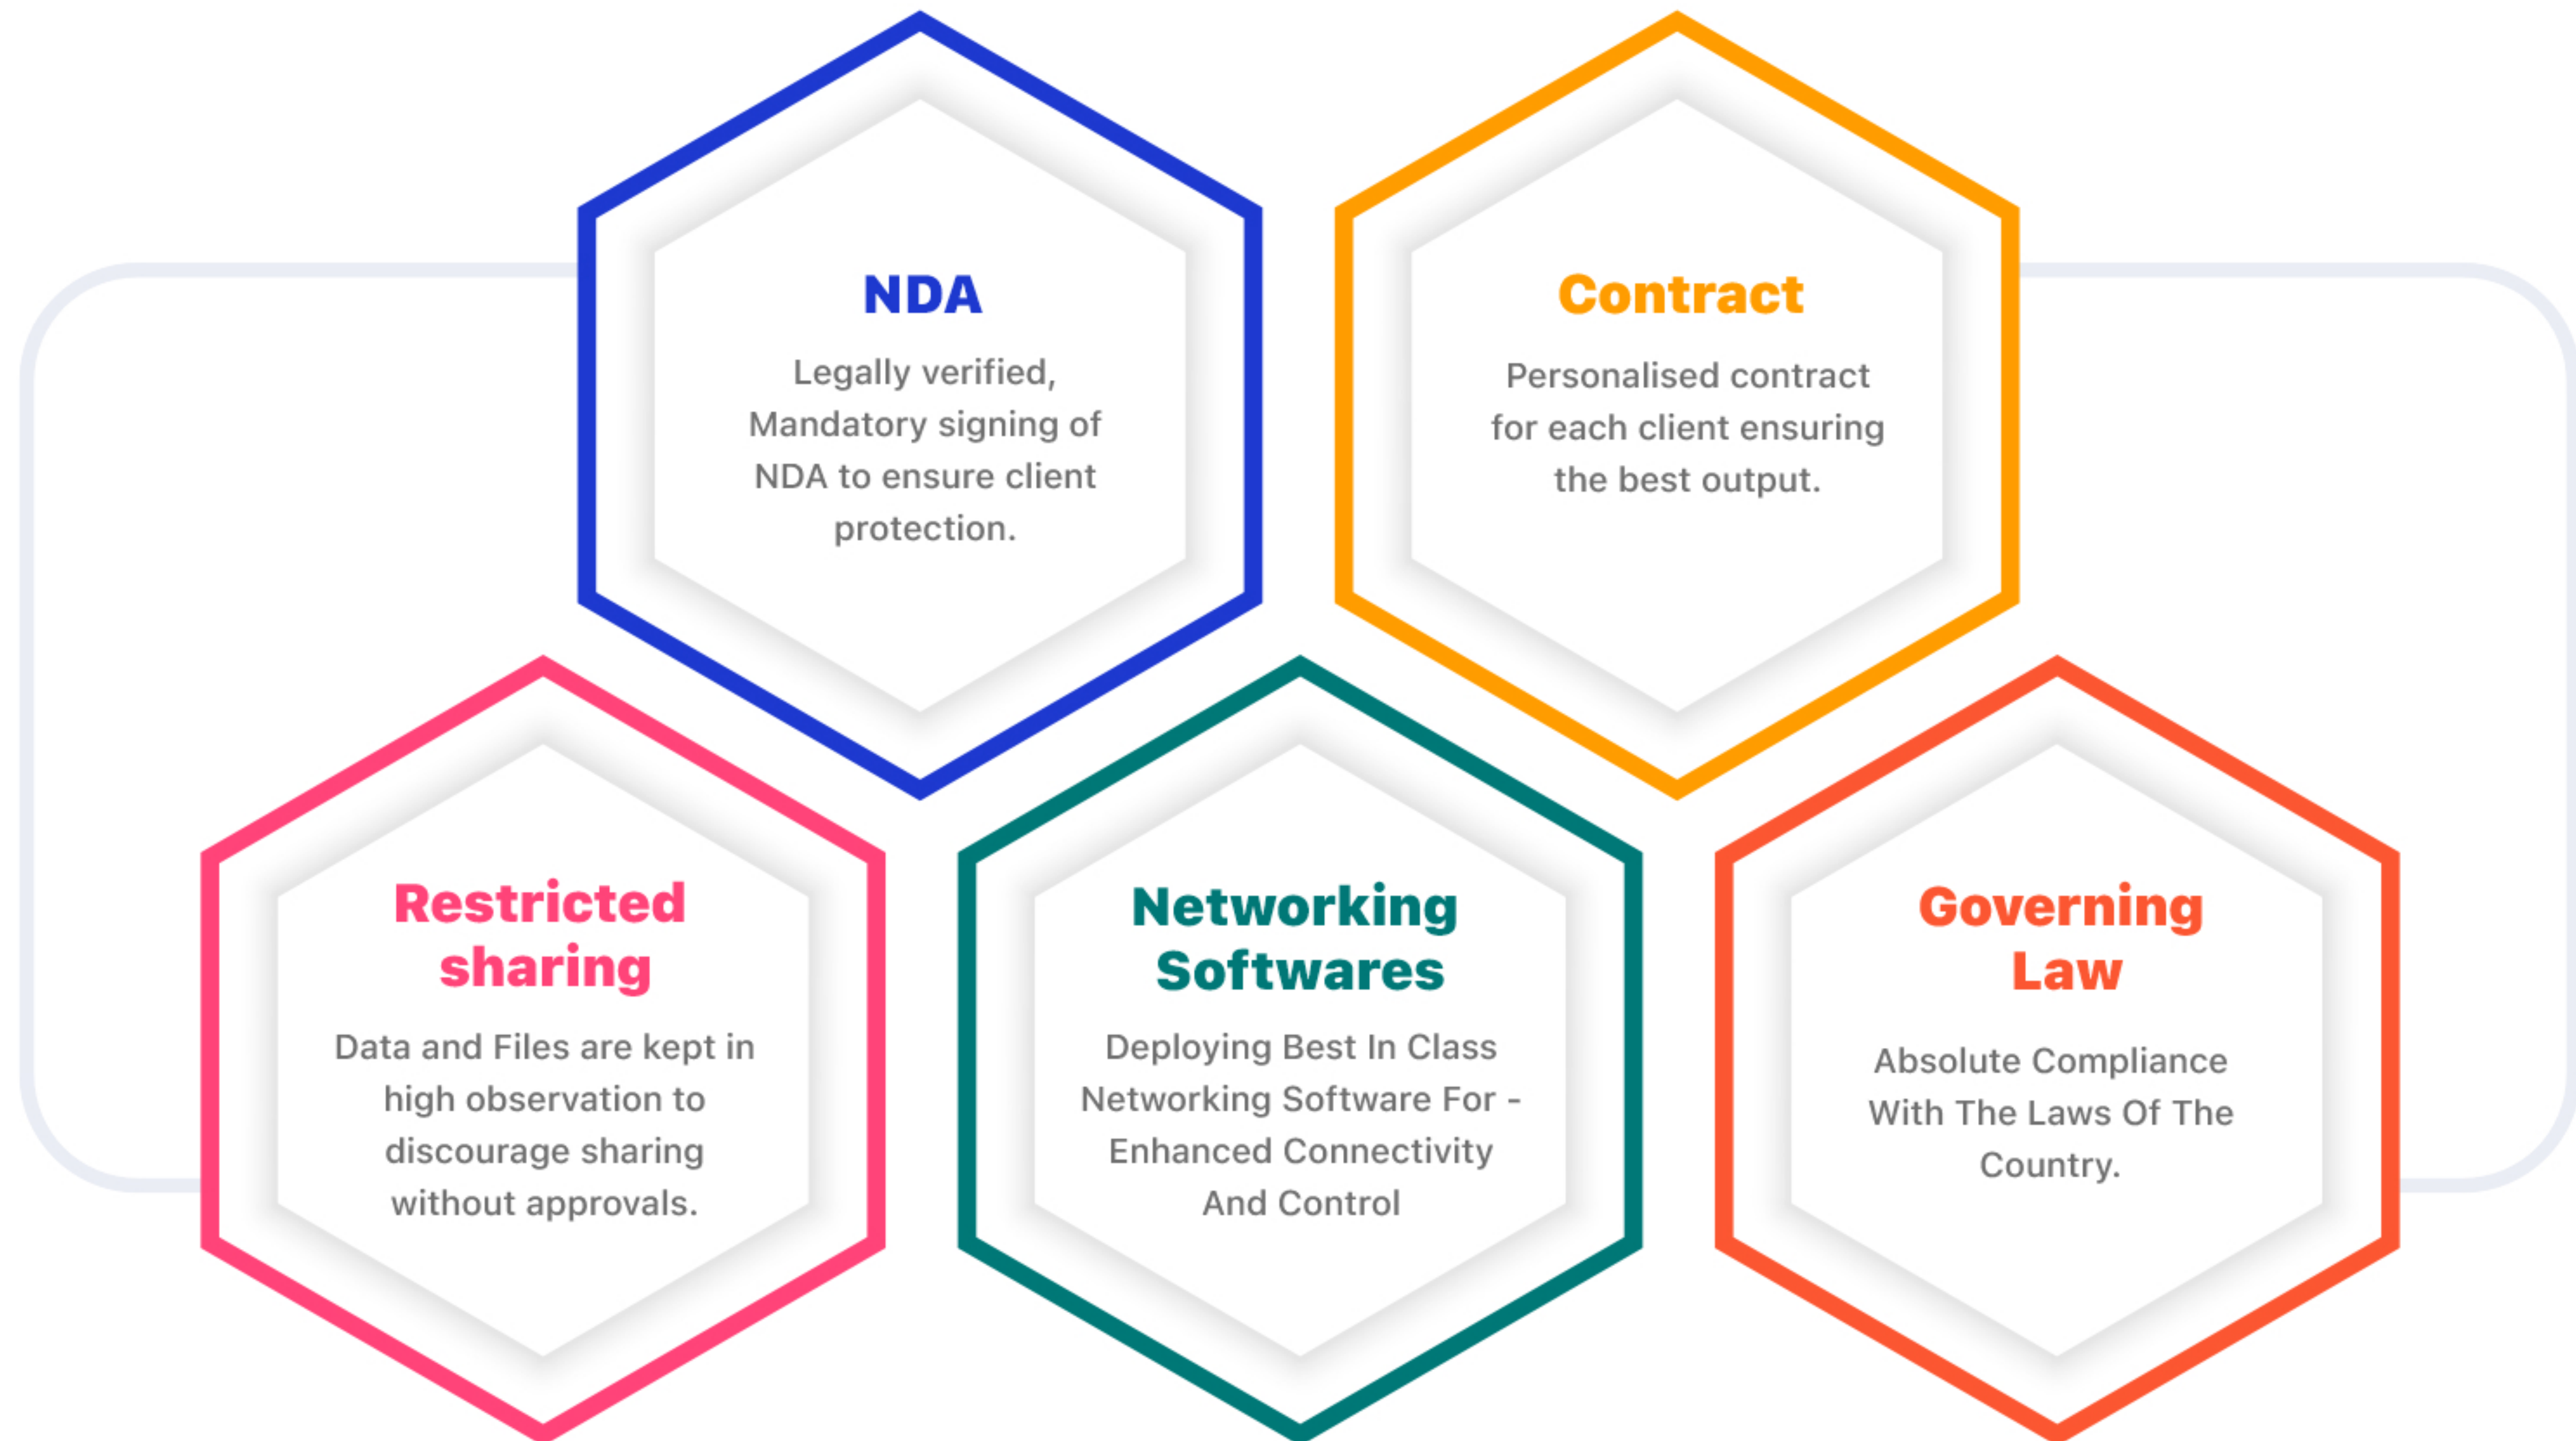 NDA
Legally verified,
Mandatory signing of
NDA to ensure client
protection.
Contract
Personalised contract
for each client ensuring
the best output.
Restricted
sharing
Data and Files are kept in
high observation to
discourage sharing
without approvals.
Networking
Softwares
Deploying Best In Class
Networking Software For -
Enhanced Connectivity
And Control
Governing
Law
Absolute Compliance
With The Laws Of The
Country.